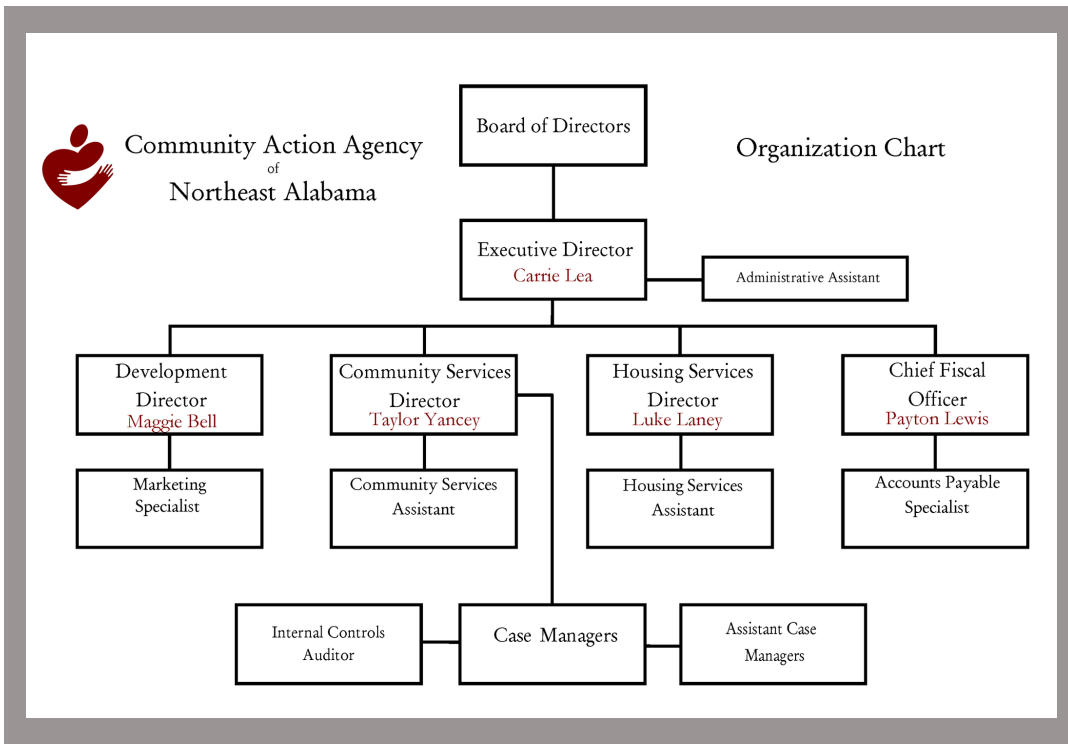 Community Action Agency
of
Northeast Alabama
Organization Chart
Board of Directors
Executive Director
Carrie Lea
Administrative Assistant
Development
Director
Maggie Bell
Community Services
Director
Taylor Yancey
Housing Services
Director
Luke Laney
Chief Fiscal
Officer
Payton Lewis
Marketing
Specialist
Community Services
Assistant
Housing Services
Assistant
Accounts Payable
Specialist
Internal Controls
Auditor
Case Managers
Assistant Case
Managers